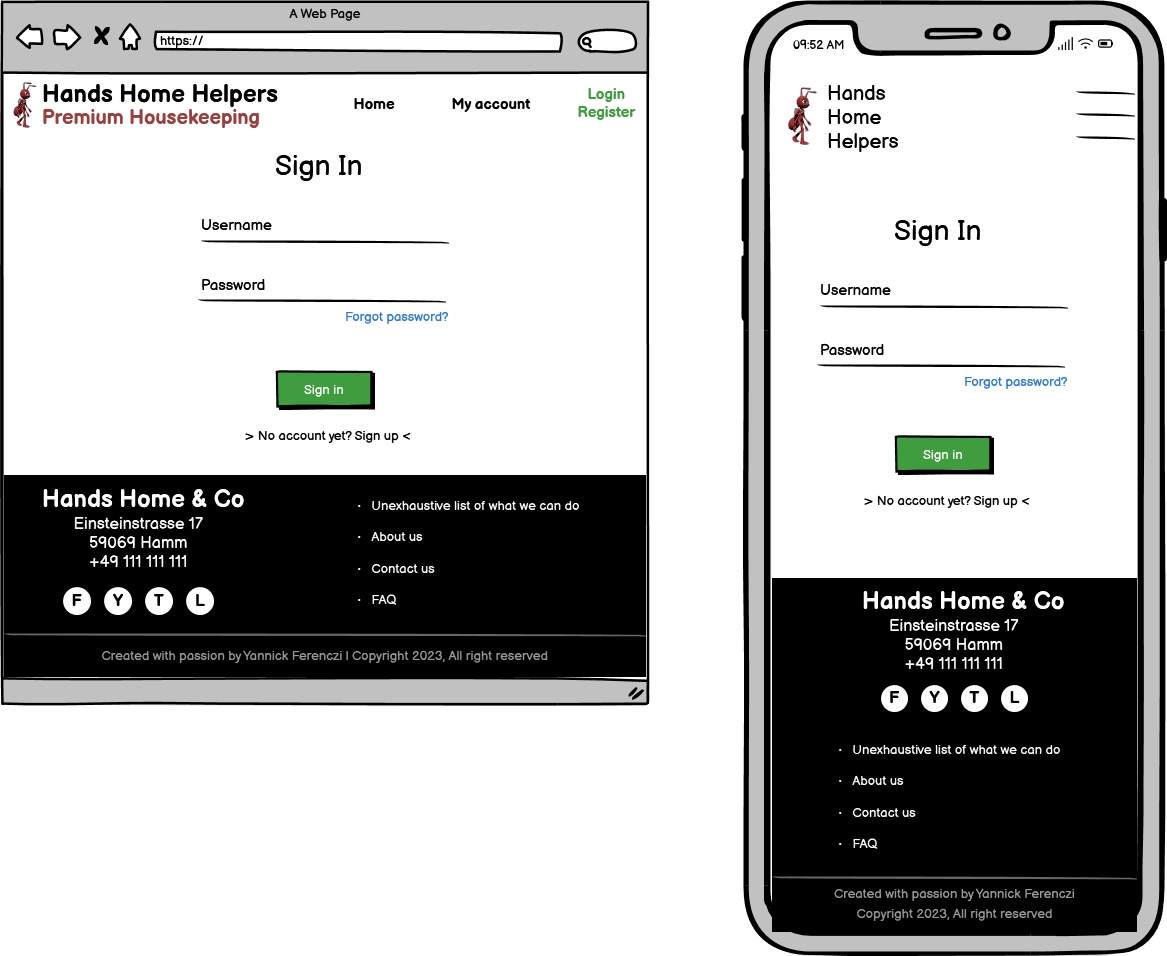 A Web Page
https://
Hands Home Helpers
Premium Housekeeping
Home
My account
Login
Register
Sign In
Username
Password
Forgot password?
Sign in
> No account yet? Sign up <
Hands Home & Co
Einsteinstrasse 17
59069 Hamm
+49 111 111 111
F Y T L
· Unexhaustive list of what we can do
· About us
· Contact us
· FAQ
Created with passion by Yannick Ferenczi | Copyright 2023, All right reserved
09:52 AM
Hands
Home
Helpers
Sign In
Username
Password
Forgot password?
Sign in
> No account yet? Sign up <
Hands Home & Co
Einsteinstrasse 17
59069 Hamm
+49 111 111 111
F Y T L
· Unexhaustive list of what we can do
· About us
· Contact us
· FAQ
Created with passion by Yannick Ferenczi
Copyright 2023, All right reserved